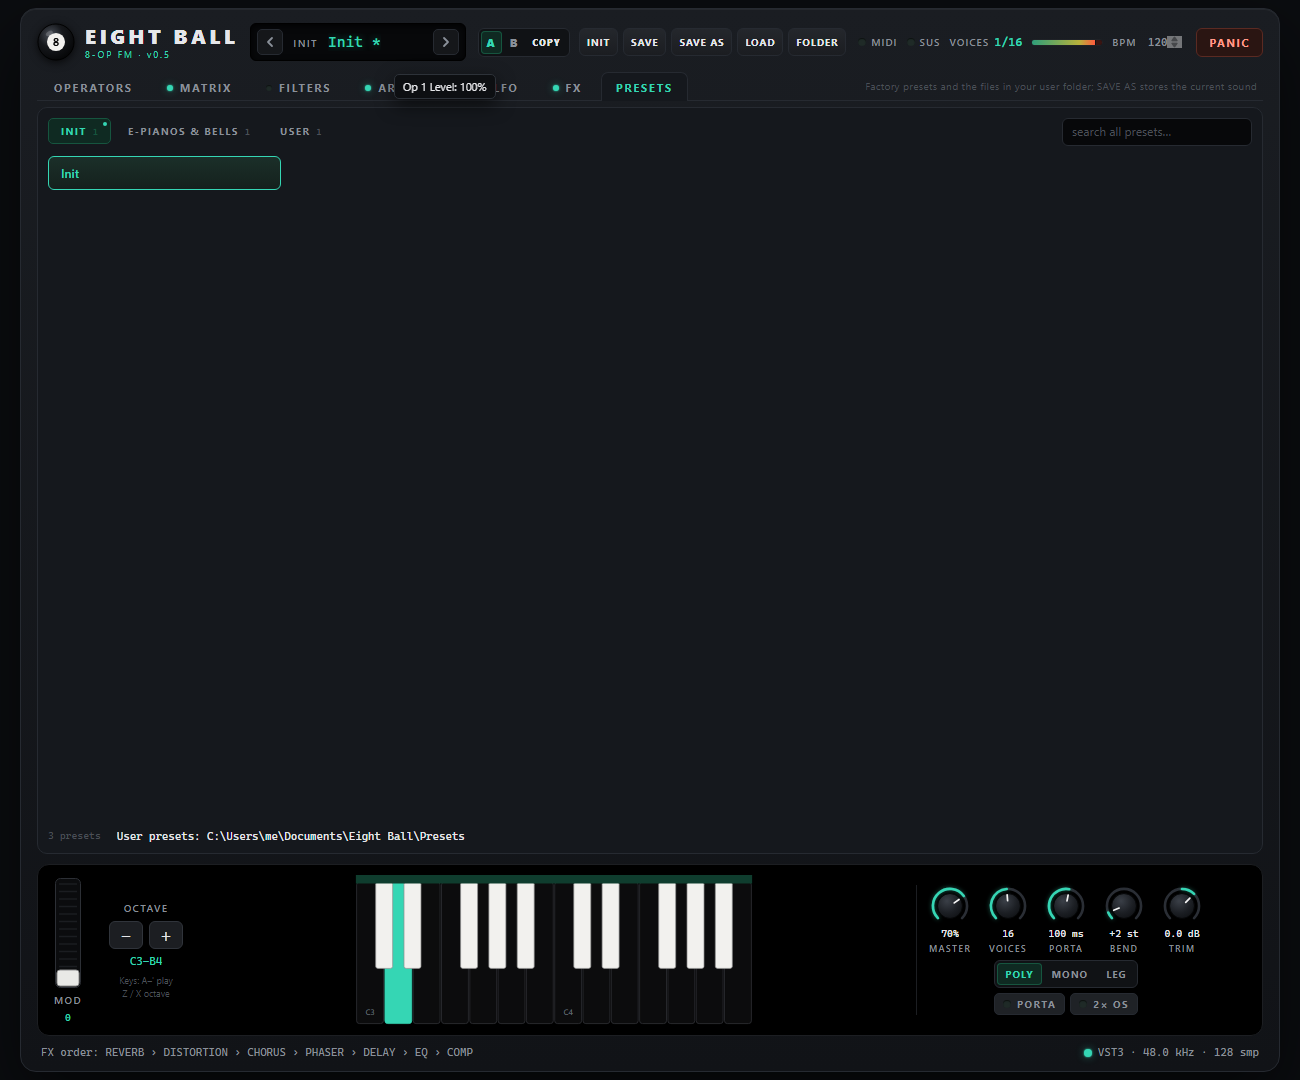 8
EIGHT BALL
8-OP FM · v0.5
INIT Init *
A B COPY
INIT SAVE SAVE AS LOAD FOLDER
MIDI SUS VOICES 1/16 BPM 120
PANIC
OPERATORS MATRIX FILTERS AR LFO FX PRESETS
Op 1 Level: 100%
Factory presets and the files in your user folder; SAVE AS stores the current sound
INIT 1 E-PIANOS & BELLS 1 USER 1
search all presets...
Init
3 presets User presets: C:\Users\me\Documents\Eight Ball\Presets
OCTAVE
− +
C3–B4
Keys: A–' play
Z / X octave
MOD
0
C3 C4
70% 16 100 ms +2 st 0.0 dB
MASTER VOICES PORTA BEND TRIM
POLY MONO LEG
PORTA 2× OS
FX order: REVERB › DISTORTION › CHORUS › PHASER › DELAY › EQ › COMP
VST3 · 48.0 kHz · 128 smp